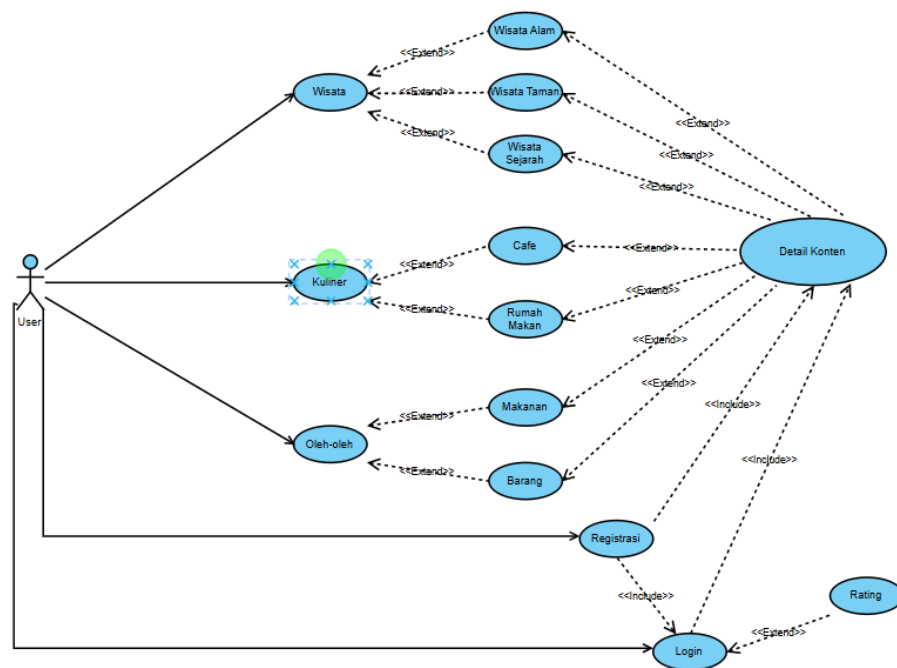 Wisata Alam
<<Extend>>
Wisata
<<Extend>>
Wisata Taman
<<Extend>>
<<Extend>>
Wisata
Sejarah
<<Extend>>
<<Extend>>
Cafe
<<Extend>>
Detail Konten
<<Extend>>
Kuliner
<<Extend>>
<<Extend>>
Rumah
Makan
User
<<Extend>>
<<Extend>>
Makanan
<<Extend>>
<<Include>>
Oleh-oleh
<<Extend>>
Barang
<<Include>>
Registrasi
<<Include>>
Rating
<<Extend>>
Login